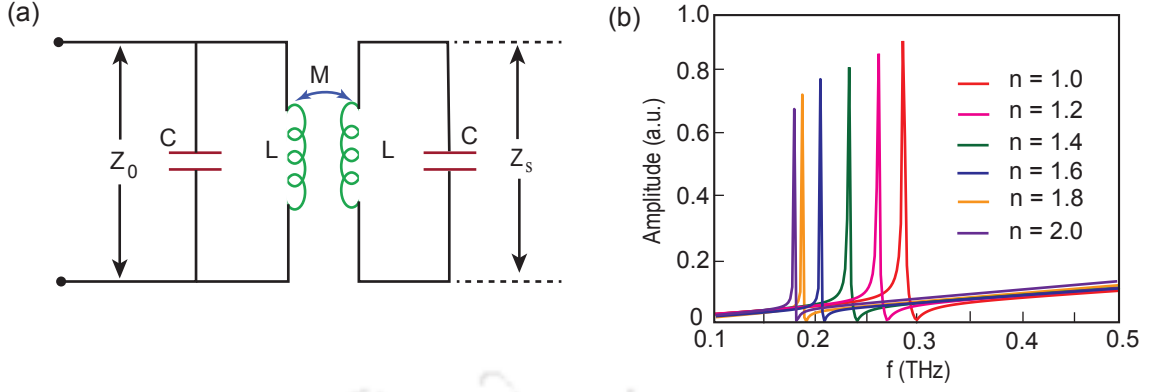 (a)
M
C
L
L
C
Z0
Zs
(b)
Amplitude (a.u.)
1.0
0.8
0.6
0.4
0.2
0
0.1
0.2
0.3
0.4
0.5
f (THz)
n = 1.0
n = 1.2
n = 1.4
n = 1.6
n = 1.8
n = 2.0